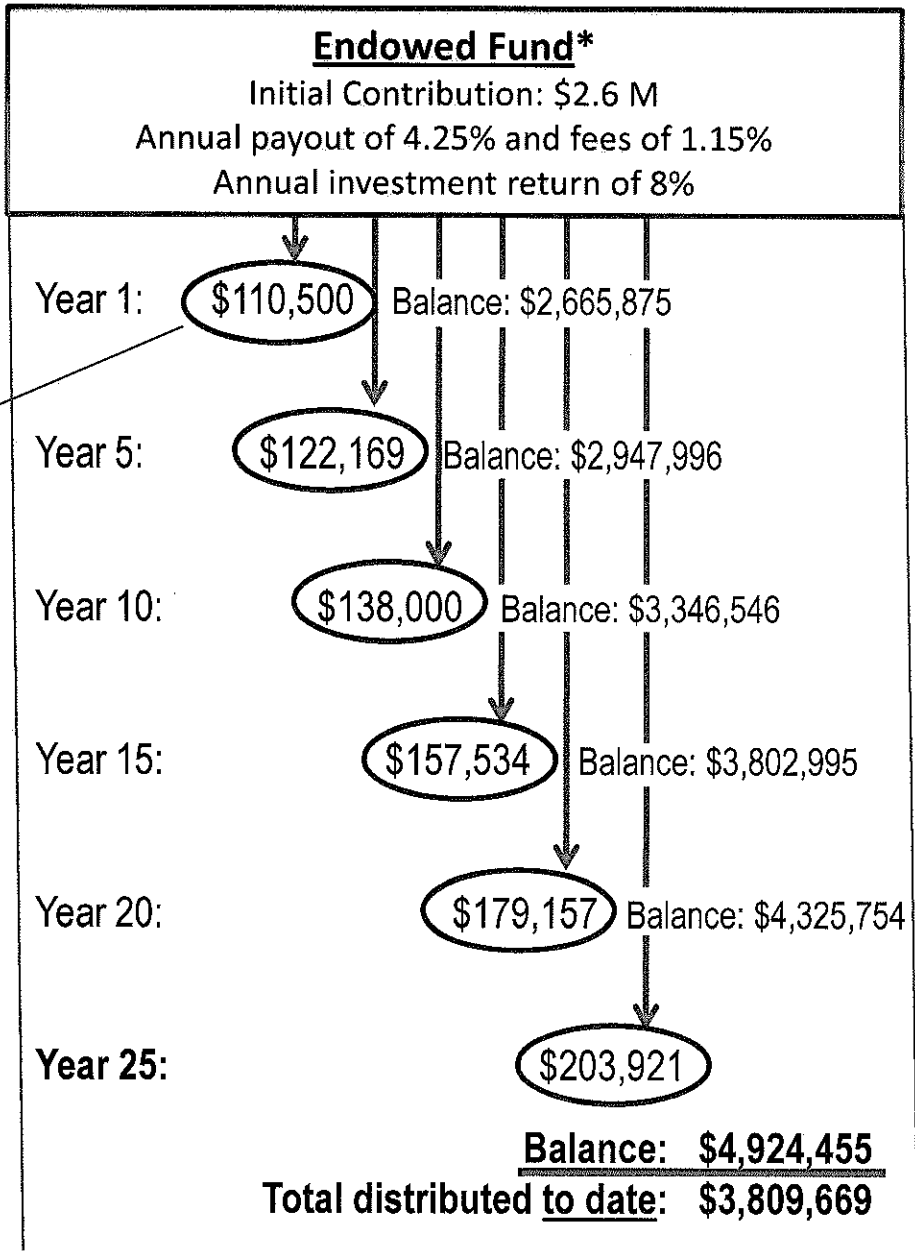 Endowed Fund*
Initial Contribution: $2.6 M
Annual payout of 4.25% and fees of 1.15%
Annual investment return of 8%
Year 1: $110,500 Balance: $2,665,875
Year 5: $122,169 Balance: $2,947,996
Year 10: $138,000 Balance: $3,346,546
Year 15: $157,534 Balance: $3,802,995
Year 20: $179,157 Balance: $4,325,754
Year 25: $203,921
Balance: $4,924,455
Total distributed to date: $3,809,669